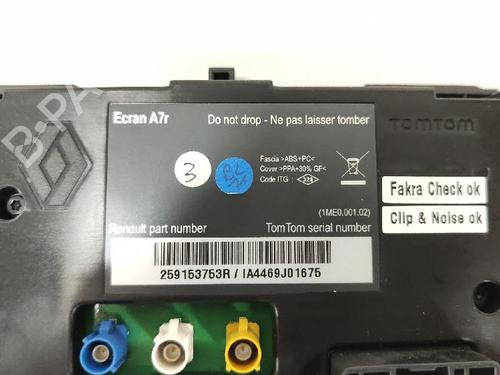 Ecran A7r
Do not drop - Ne pas laisser tomber
TOMTOM
3
Fascia >ABS+PC<
Cover >PPA+30% GF<
Code ITG 325
Fakra Check ok
Clip & Noise ok
(1ME0.001.02)
Renault part number
TomTom serial number
259153753R / IA4469J01675